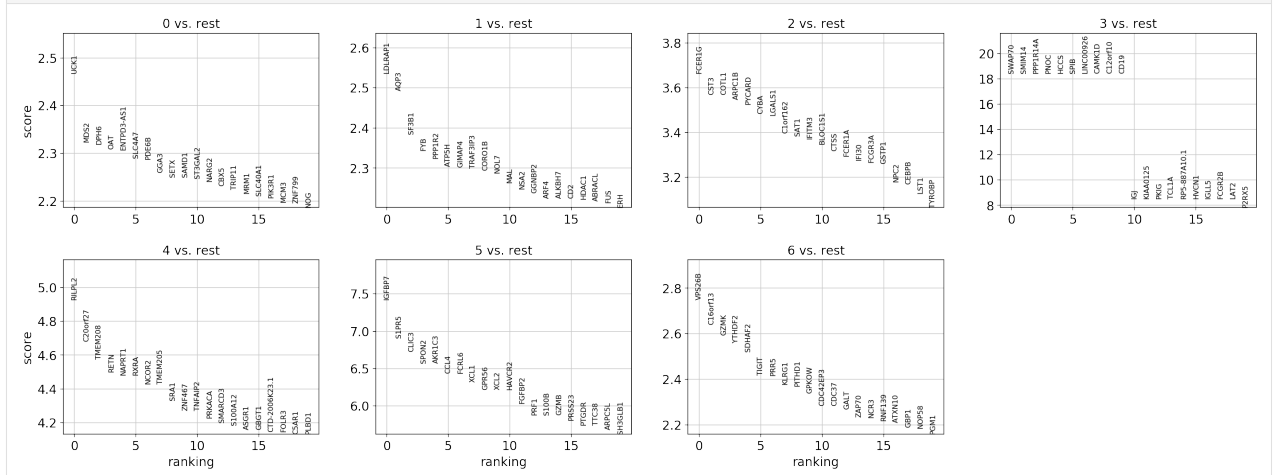 0 vs. rest
score
2.5
2.4
2.3
2.2
0
5
10
15
UCK1
MDS2
DPH6
OAT
ENTPD3-AS1
SLC4A7
PDE6B
GGA3
SETX
SAMD1
ST3GAL2
NARG2
CBX5
TRIP11
MRM1
SLC40A1
PIK3R1
MCM3
ZNF799
NOG
1 vs. rest
2.6
2.5
2.4
2.3
0
5
10
15
LDLRAP1
AQP3
SF3B1
FYB
PPP1R2
ATP5H
GIMAP4
TRAF3IP3
CORO1B
NOL7
MAL
NSA2
GGNBP2
ARF4
ALKBH7
CD2
HDAC1
ABRACL
FUS
ERH
2 vs. rest
3.8
3.6
3.4
3.2
0
5
10
15
FCER1G
CST3
COTL1
ARPC1B
PYCARD
CYBA
LGALS1
C1orf162
SAT1
IFITM3
BLOC1S1
CTSS
FCER1A
IFI30
FCGR3A
GSTP1
NPC2
CEBPB
LST1
TYROBP
3 vs. rest
20
18
16
14
12
10
8
0
5
10
15
SWAP70
SMIM14
PPP1R14A
PNOC
HCCS
SPIB
LINC00926
CAMK1D
C12orf10
CD19
IGJ
KIAA0125
PKIG
TCL1A
RP5-887A10.1
HVCN1
IGLL5
FCGR2B
LAT2
P2RX5
4 vs. rest
score
5.0
4.8
4.6
4.4
4.2
0
5
10
15
ranking
RILPL2
C20orf27
TMEM208
RETN
NAPRT1
RXRA
NCOR2
TMEM205
SRA1
ZNF467
TNFAIP2
PRKACA
SMARCD3
S100A12
ASGR1
GBGT1
CTD-2006K23.1
FOLR3
C5AR1
PLBD1
5 vs. rest
7.5
7.0
6.5
6.0
0
5
10
15
ranking
IGFBP7
S1PR5
CLIC3
SPON2
AKR1C3
CCL4
FCRL6
XCL1
GPR56
XCL2
HAVCR2
FGFBP2
PRF1
S100B
GZMB
PRSS23
PTGDR
TTC38
ARPC5L
SH3GLB1
6 vs. rest
2.8
2.6
2.4
2.2
0
5
10
15
ranking
VPS26B
C16orf13
GZMK
YTHDF2
SDHAF2
TIGIT
PRR5
KLRG1
PITHD1
GPKOW
CDC42EP3
CDC37
GALT
ZAP70
NCR3
RNF139
ATXN10
GBP1
NOP58
PGM1